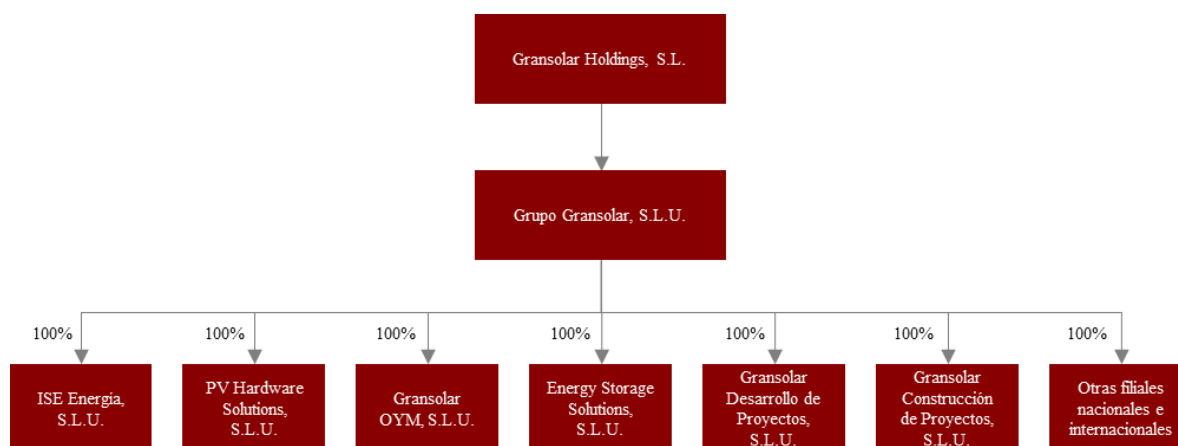 Gransolar Holdings, S.L.
Grupo Gransolar, S.L.U.
100%
100%
100%
100%
100%
100%
100%
ISE Energía,
S.L.U.
PV Hardware
Solutions,
S.L.U.
Gransolar
OYM, S.L.U.
Energy Storage
Solutions,
S.L.U.
Gransolar
Desarrollo de
Proyectos,
S.L.U.
Gransolar
Construcción
de Proyectos,
S.L.U.
Otras filiales
nacionales e
internacionales